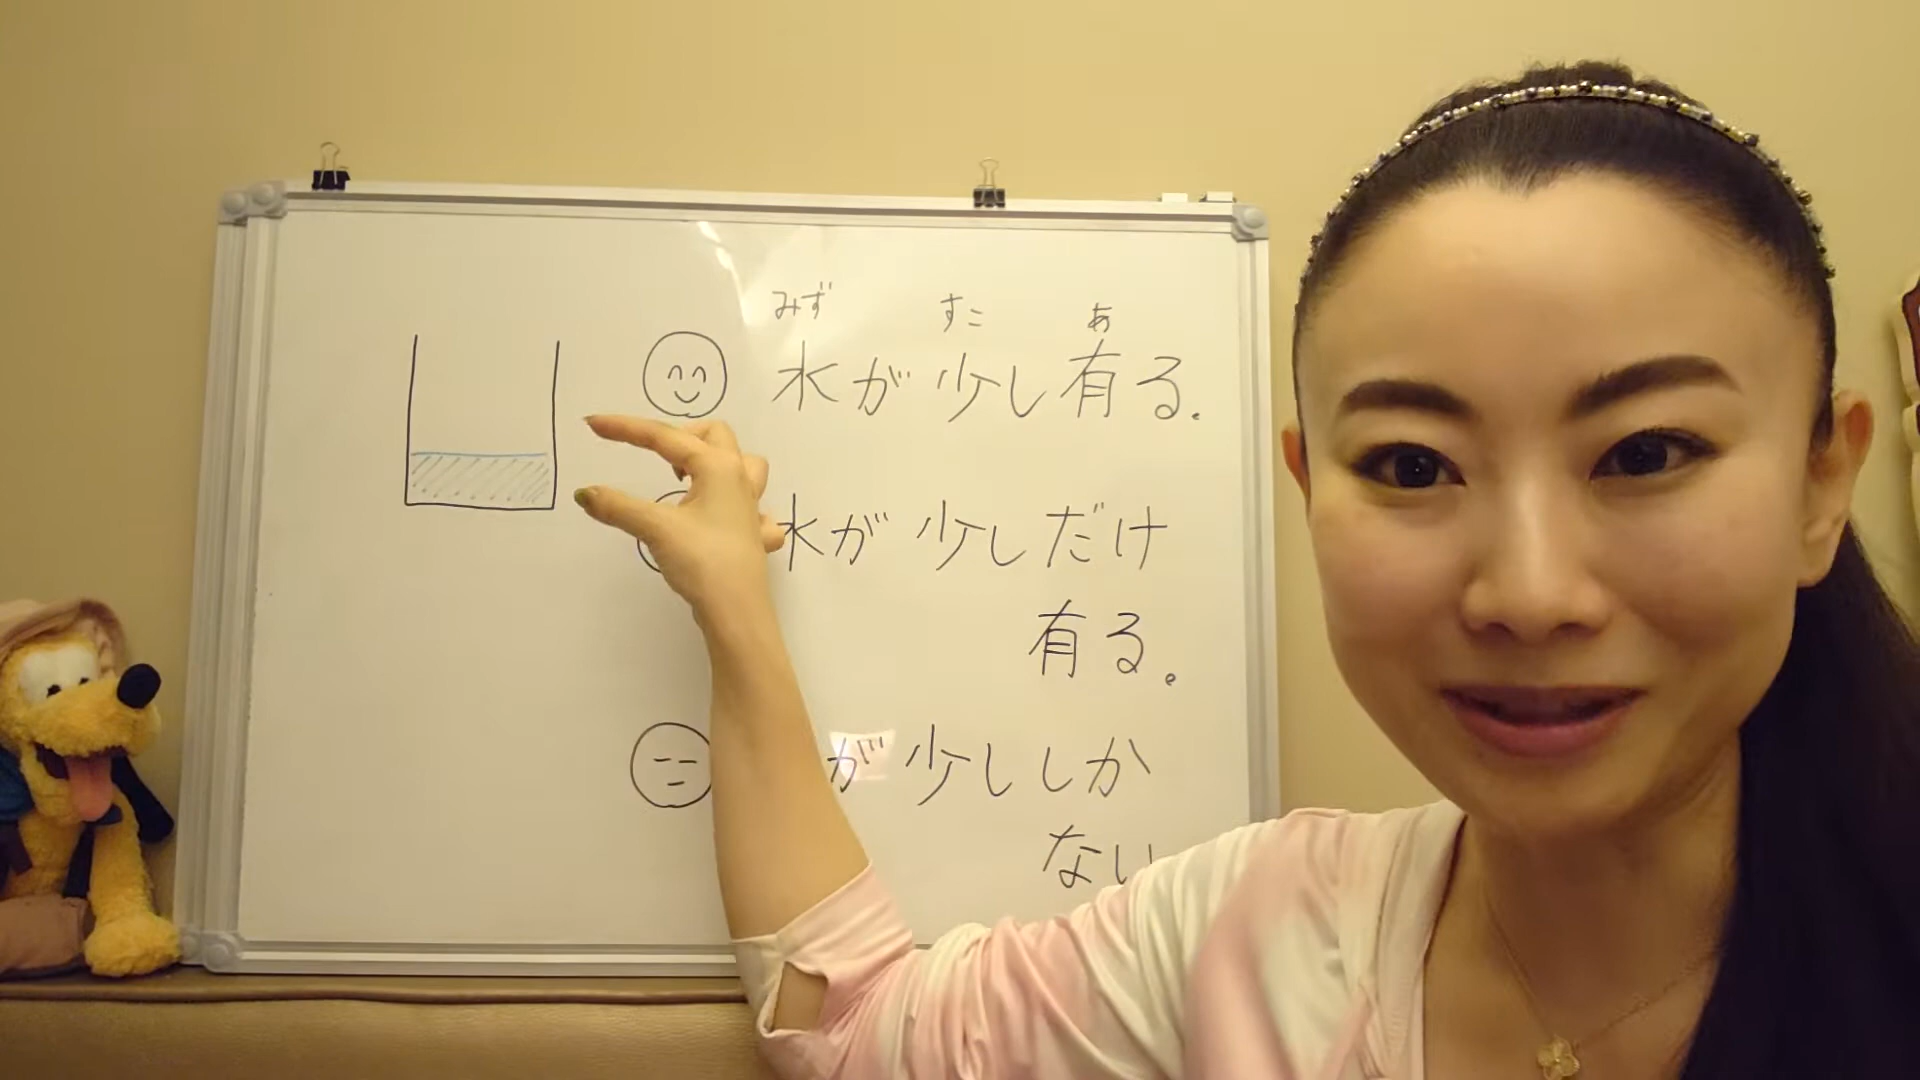 みず すこ あ
水が少し有る.
水が少しだけ
有る。
が少ししか
ない